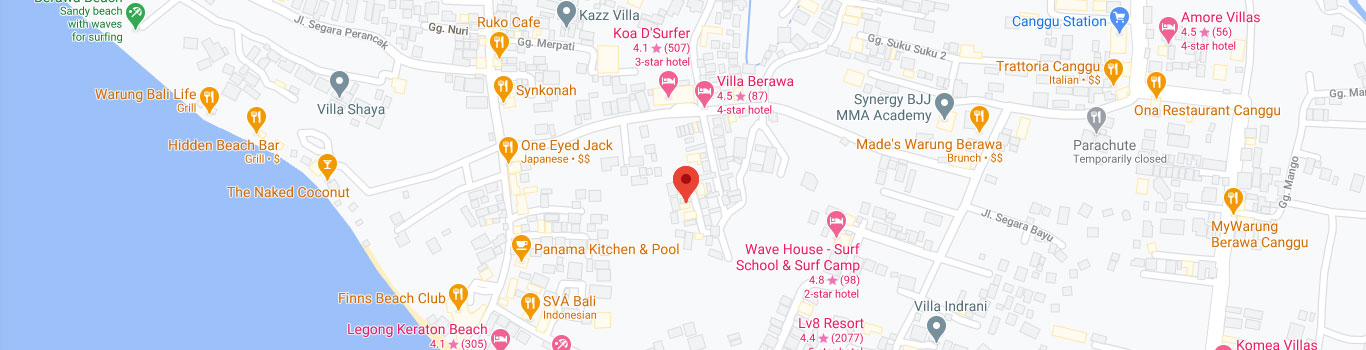 Berawa Beach
Sandy beach
with waves
for surfing
Jl. Segara Perancak
Ruko Cafe
Gg. Nuri
Kazz Villa
Gg. Merpati
Koa D'Surfer
4.1 ★ (507)
3-star hotel
Villa Berawa
4.5 ★ (87)
4-star hotel
Gg. Suku Suku 2
Canggu Station
Amore Villas
4.5 ★ (56)
4-star hotel
Trattoria Canggu
Italian • $$
Ona Restaurant Canggu
Warung Bali Life
Grill
Villa Shaya
Synkonah
Synergy BJJ
MMA Academy
Made's Warung Berawa
Brunch • $$
Parachute
Temporarily closed
Hidden Beach Bar
Grill • $
One Eyed Jack
Japanese • $$
The Naked Coconut
Gg. Mango
Jl. Segara Bayu
MyWarung
Berawa Canggu
Panama Kitchen & Pool
Wave House - Surf
School & Surf Camp
4.8 ★ (98)
2-star hotel
Finns Beach Club
SVÁ Bali
Indonesian
Villa Indrani
Legong Keraton Beach
4.1 ★ (305)
Lv8 Resort
4.4 ★ (2077)
Komea Villas